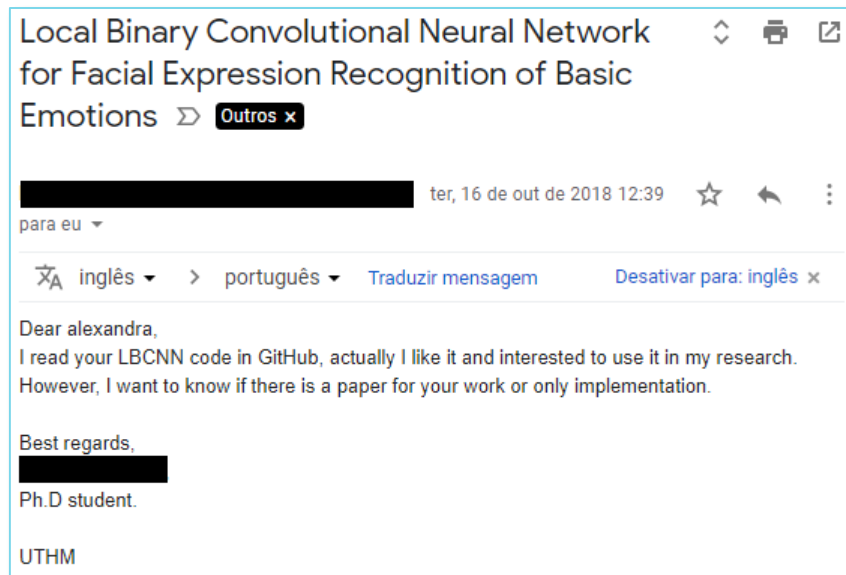 Local Binary Convolutional Neural Network
for Facial Expression Recognition of Basic
Emotions Outros x
ter, 16 de out de 2018 12:39
para eu
inglês > português Traduzir mensagem Desativar para: inglês x
Dear alexandra,
I read your LBCNN code in GitHub, actually I like it and interested to use it in my research.
However, I want to know if there is a paper for your work or only implementation.
Best regards,
Ph.D student.
UTHM